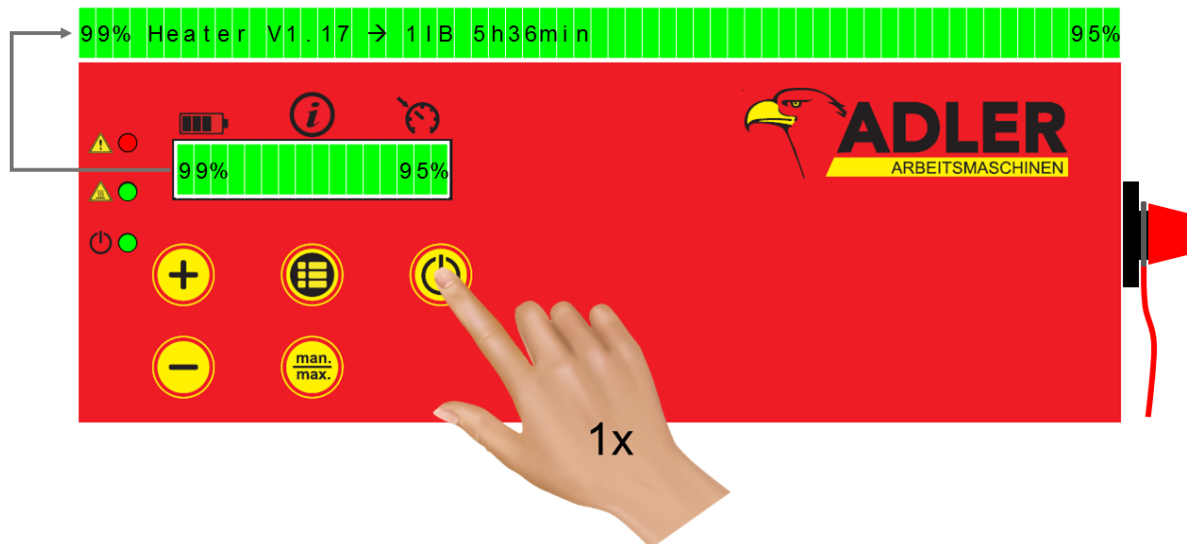 99% Heater V1.17 → 1IB 5h36min 95%
99% 95%
ADLER
ARBEITSMASCHINEN
man.
max.
1x